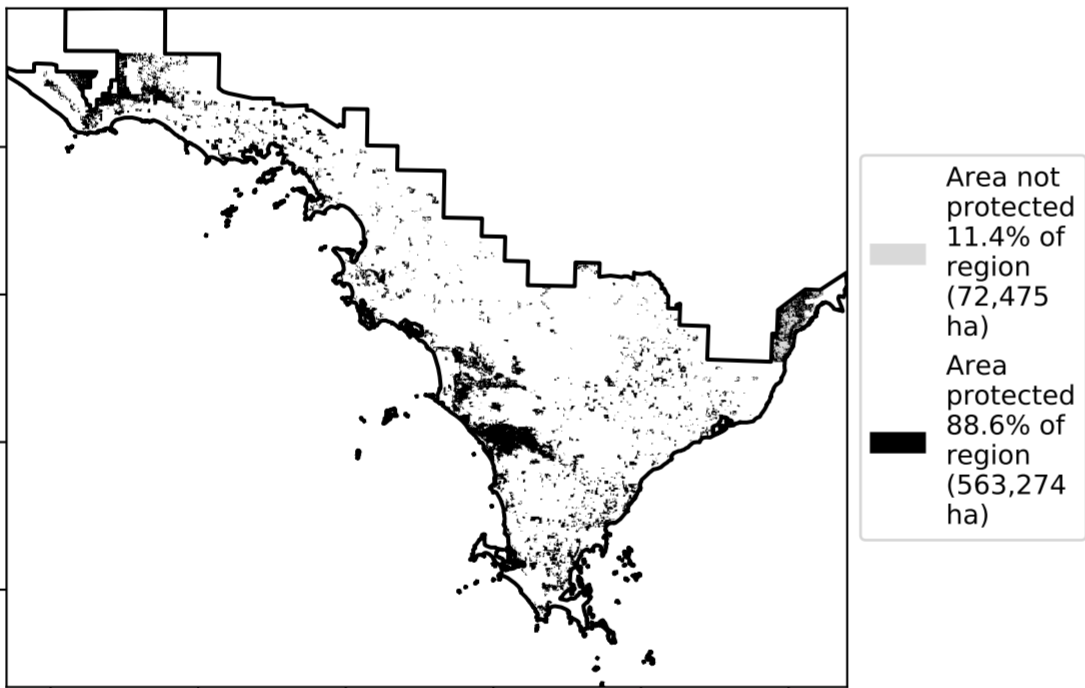 Area not
protected
11.4% of
region
(72,475
ha)
Area
protected
88.6% of
region
(563,274
ha)